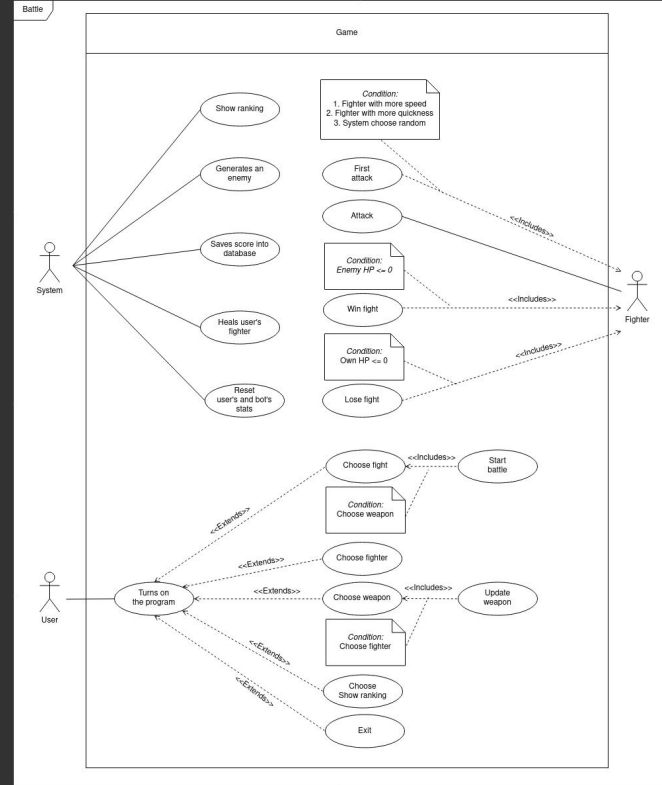 Battle
Game
Condition:
1. Fighter with more speed
2. Fighter with more quickness
3. System choose random
Show ranking
First
attack
Generates an
enemy
Attack
<<Includes>>
Saves score into
database
Condition:
Enemy HP <= 0
System
<<Includes>>
Win fight
Fighter
Heals user's
fighter
<<Includes>>
Condition:
Own HP <= 0
Reset
user's and bot's
stats
Lose fight
Choose fight
<<Includes>>
Start
battle
Condition:
Choose weapon
<<Extends>>
Choose fighter
<<Extends>>
User
Turns on
the program
<<Extends>>
Choose weapon
<<Includes>>
Update
weapon
Condition:
Choose fighter
<<Extends>>
Choose
Show ranking
<<Extends>>
Exit